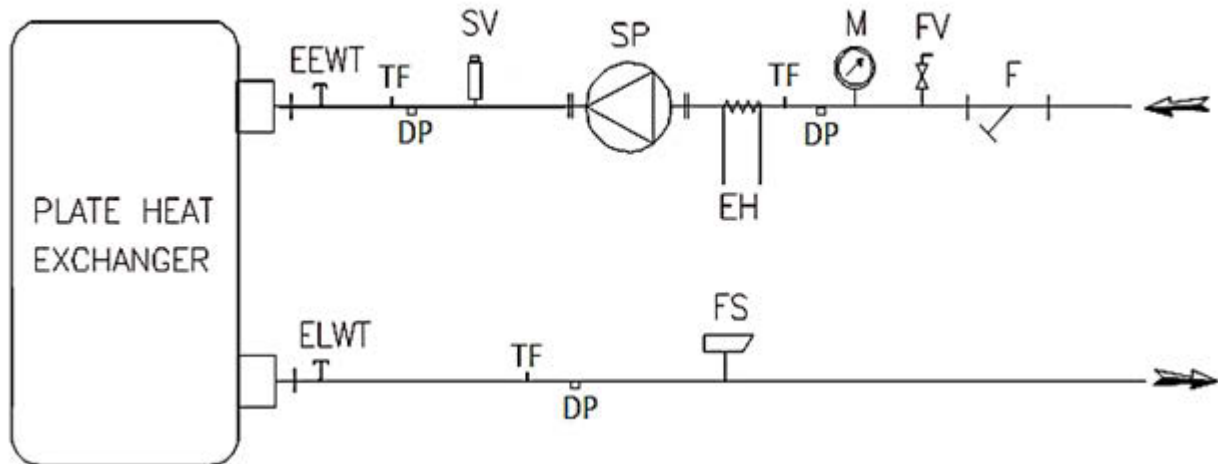 SV
SP
M
FV
EEWT
TF
TF
F
DP
DP
EH
PLATE HEAT
EXCHANGER
ELWT
FS
TF
DP